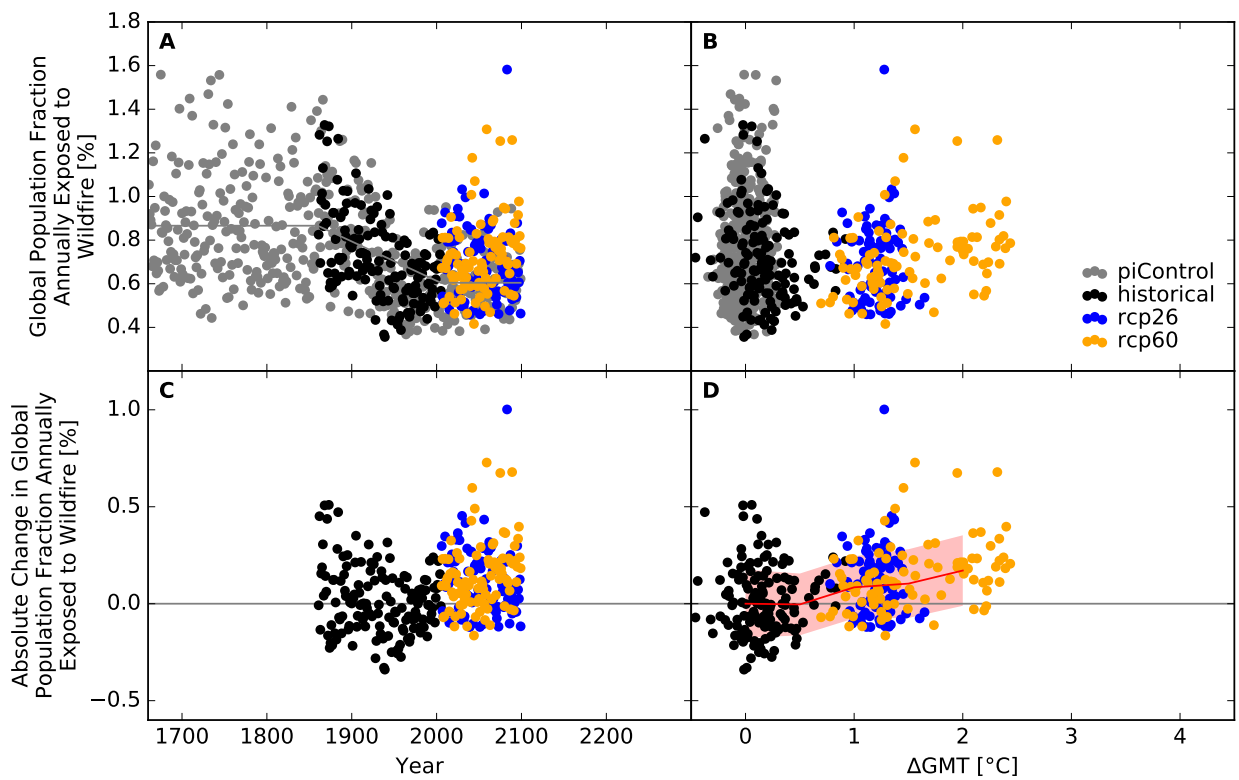 A
B
1.8
1.6
1.4
1.2
1.0
0.8
0.6
0.4
Global Population Fraction
Annually Exposed to
Wildfire [%]
piControl
historical
rcp26
rcp60
C
D
1.0
0.5
0.0
−0.5
Absolute Change in Global
Population Fraction Annually
Exposed to Wildfire [%]
1700 1800 1900 2000 2100 2200
Year
0 1 2 3 4
ΔGMT [°C]